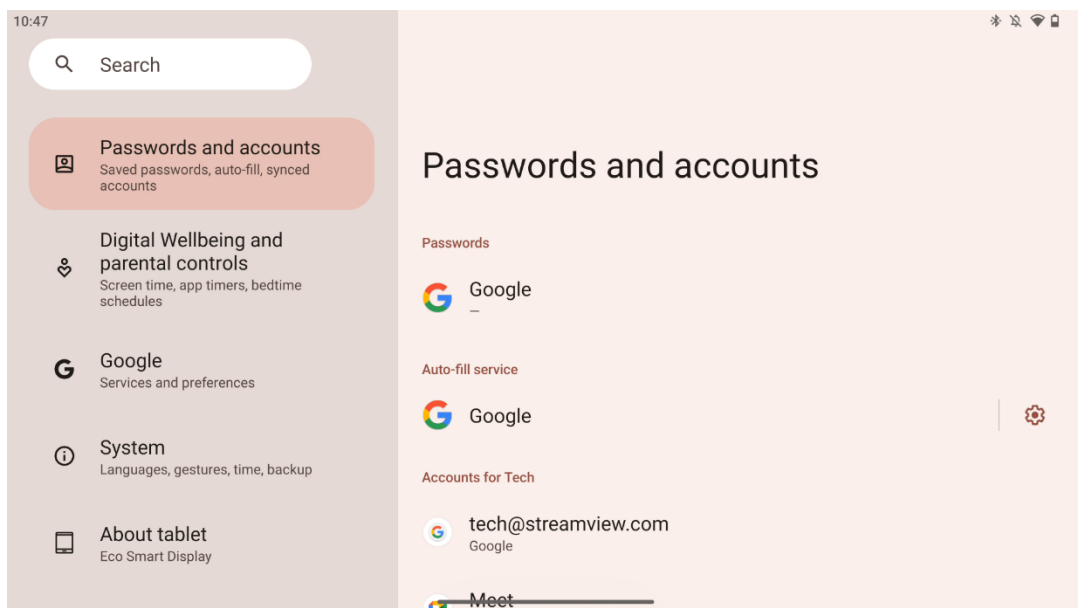 10:47
Search
Passwords and accounts
Saved passwords, auto-fill, synced
accounts
Digital Wellbeing and
parental controls
Screen time, app timers, bedtime
schedules
Google
Services and preferences
System
Languages, gestures, time, backup
About tablet
Eco Smart Display
Passwords and accounts
Passwords
Google
—
Auto-fill service
Google
Accounts for Tech
tech@streamview.com
Google
Meet